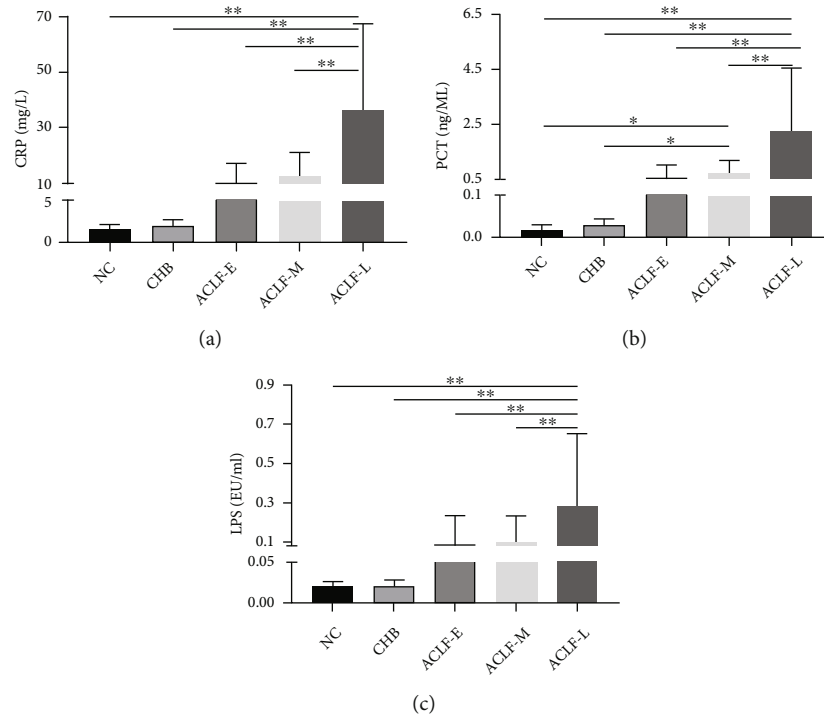 70
50
30
10
5
0
CRP (mg/L)
**
**
**
**
NC
CHB
ACLF-E
ACLF-M
ACLF-L
(a)
6.5
4.5
2.5
0.5
0.1
0.0
PCT (ng/ML)
**
**
**
**
*
*
NC
CHB
ACLF-E
ACLF-M
ACLF-L
(b)
0.9
0.7
0.5
0.3
0.1
0.05
0.00
LPS (EU/ml)
**
**
**
**
NC
CHB
ACLF-E
ACLF-M
ACLF-L
(c)